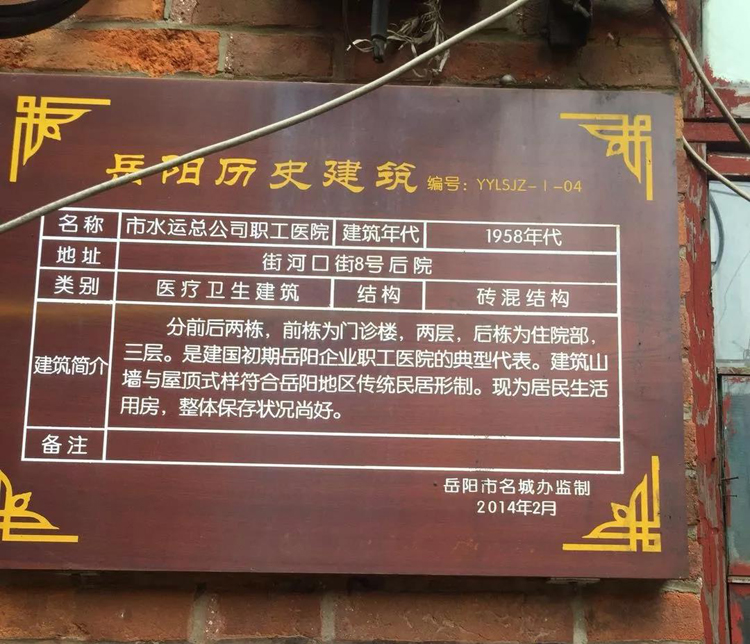 岳阳历史建筑 编号：YYLSJZ-1-04
名称 市水运总公司职工医院 建筑年代 1958年代
地址 街河口街8号后院
类别 医疗卫生建筑 结构 砖混结构
建筑简介 分前后两栋，前栋为门诊楼，两层，后栋为住院部，
三层。是建国初期岳阳企业职工医院的典型代表。建筑山
墙与屋顶式样符合岳阳地区传统民居形制。现为居民生活
用房，整体保存状况尚好。
备注
岳阳市名城办监制
2014年2月